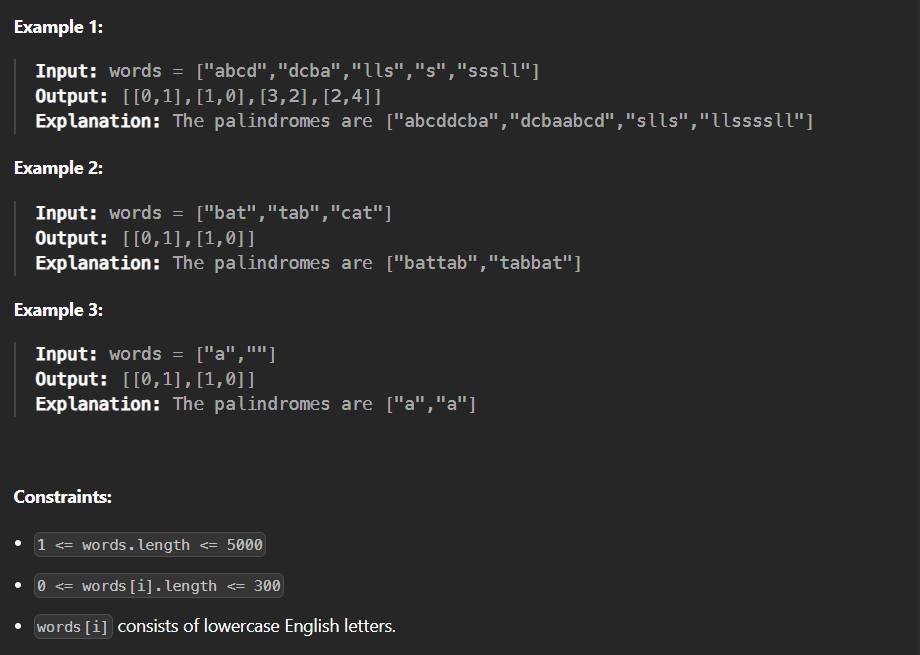 Example 1:
Input: words = ["abcd","dcba","lls","s","sssll"]
Output: [[0,1],[1,0],[3,2],[2,4]]
Explanation: The palindromes are ["abcddcba","dcbaabcd","slls","llssssll"]
Example 2:
Input: words = ["bat","tab","cat"]
Output: [[0,1],[1,0]]
Explanation: The palindromes are ["battab","tabbat"]
Example 3:
Input: words = ["a",""]
Output: [[0,1],[1,0]]
Explanation: The palindromes are ["a","a"]
Constraints:
• 1 <= words.length <= 5000
• 0 <= words[i].length <= 300
• words[i] consists of lowercase English letters.